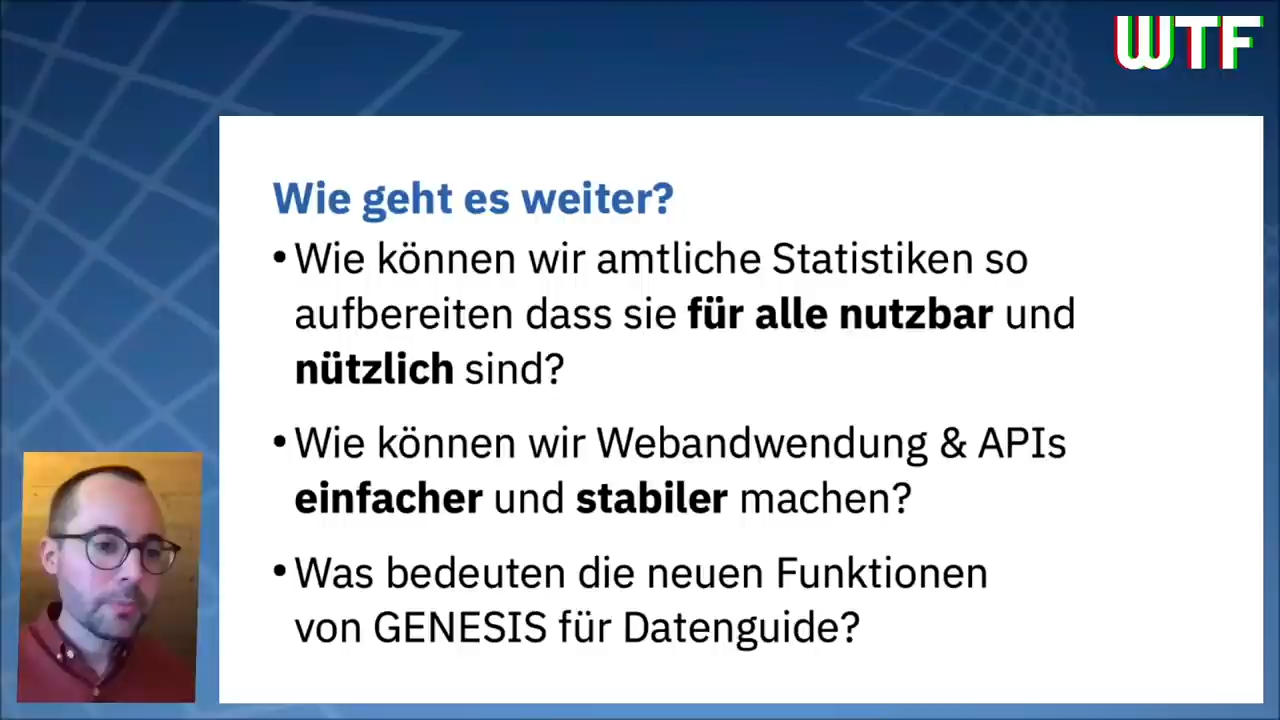 WTF
Wie geht es weiter?
• Wie können wir amtliche Statistiken so
aufbereiten dass sie für alle nutzbar und
nützlich sind?
• Wie können wir Webandwendung & APIs
einfacher und stabiler machen?
• Was bedeuten die neuen Funktionen
von GENESIS für Datenguide?